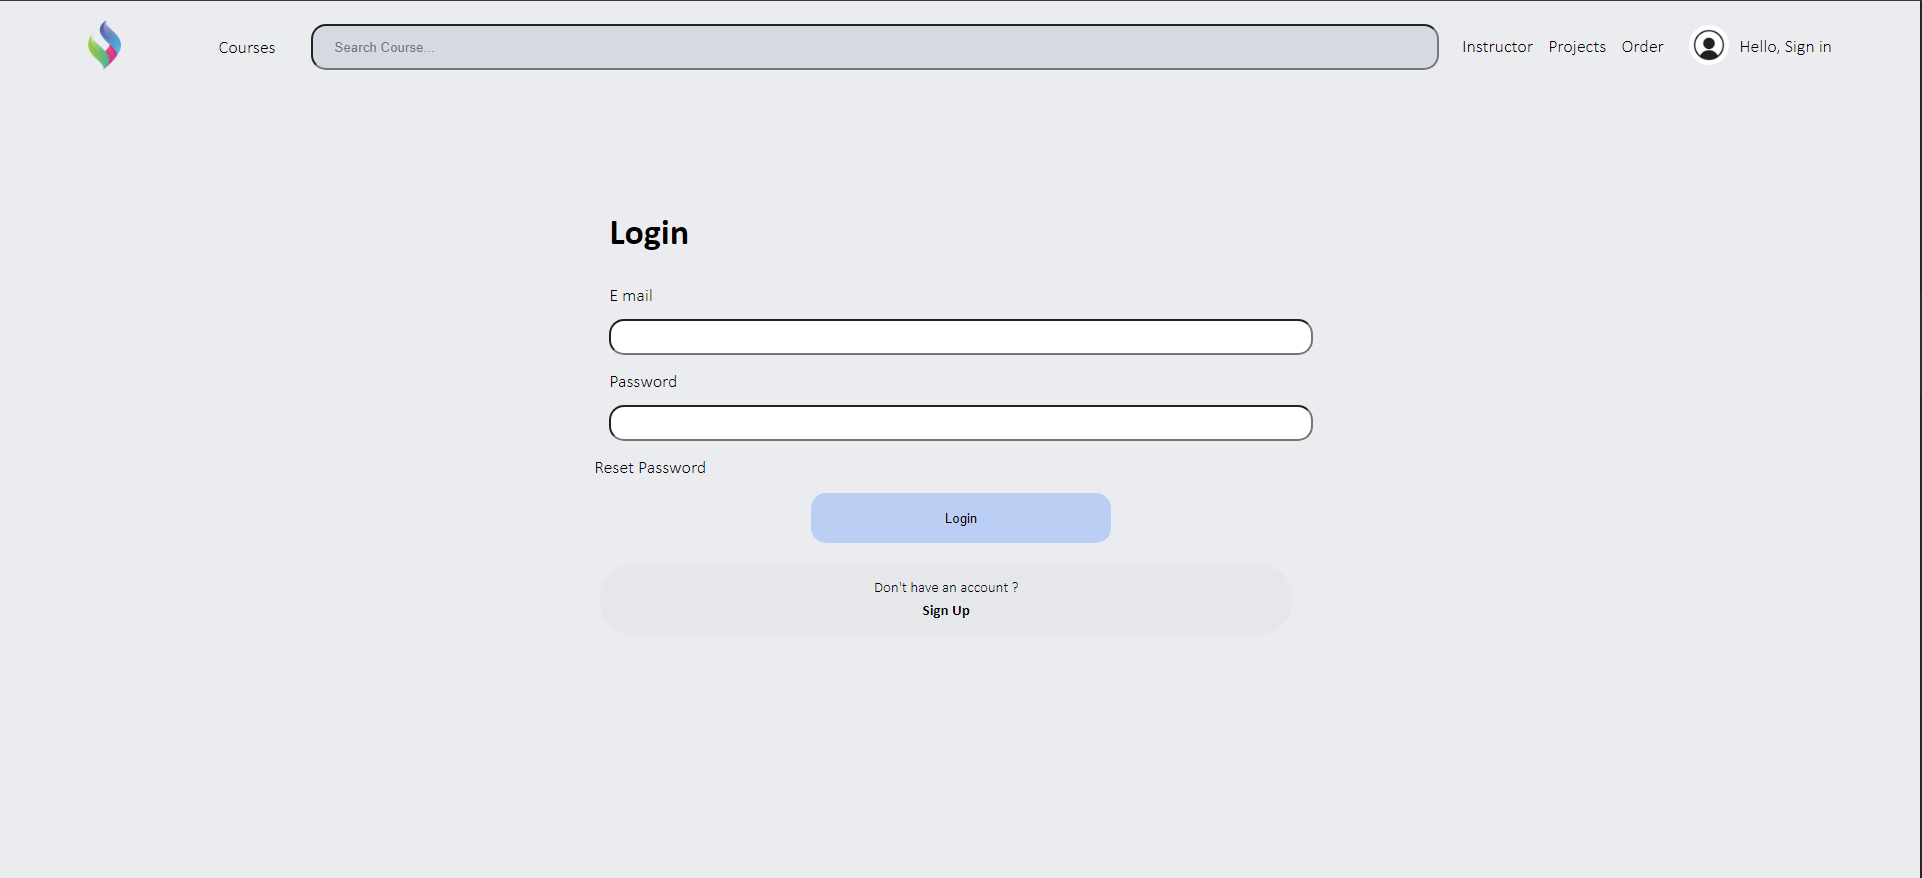 Courses
Search Course...
Instructor Projects Order Hello, Sign in
Login
E mail
Password
Reset Password
Login
Don't have an account ?
Sign Up